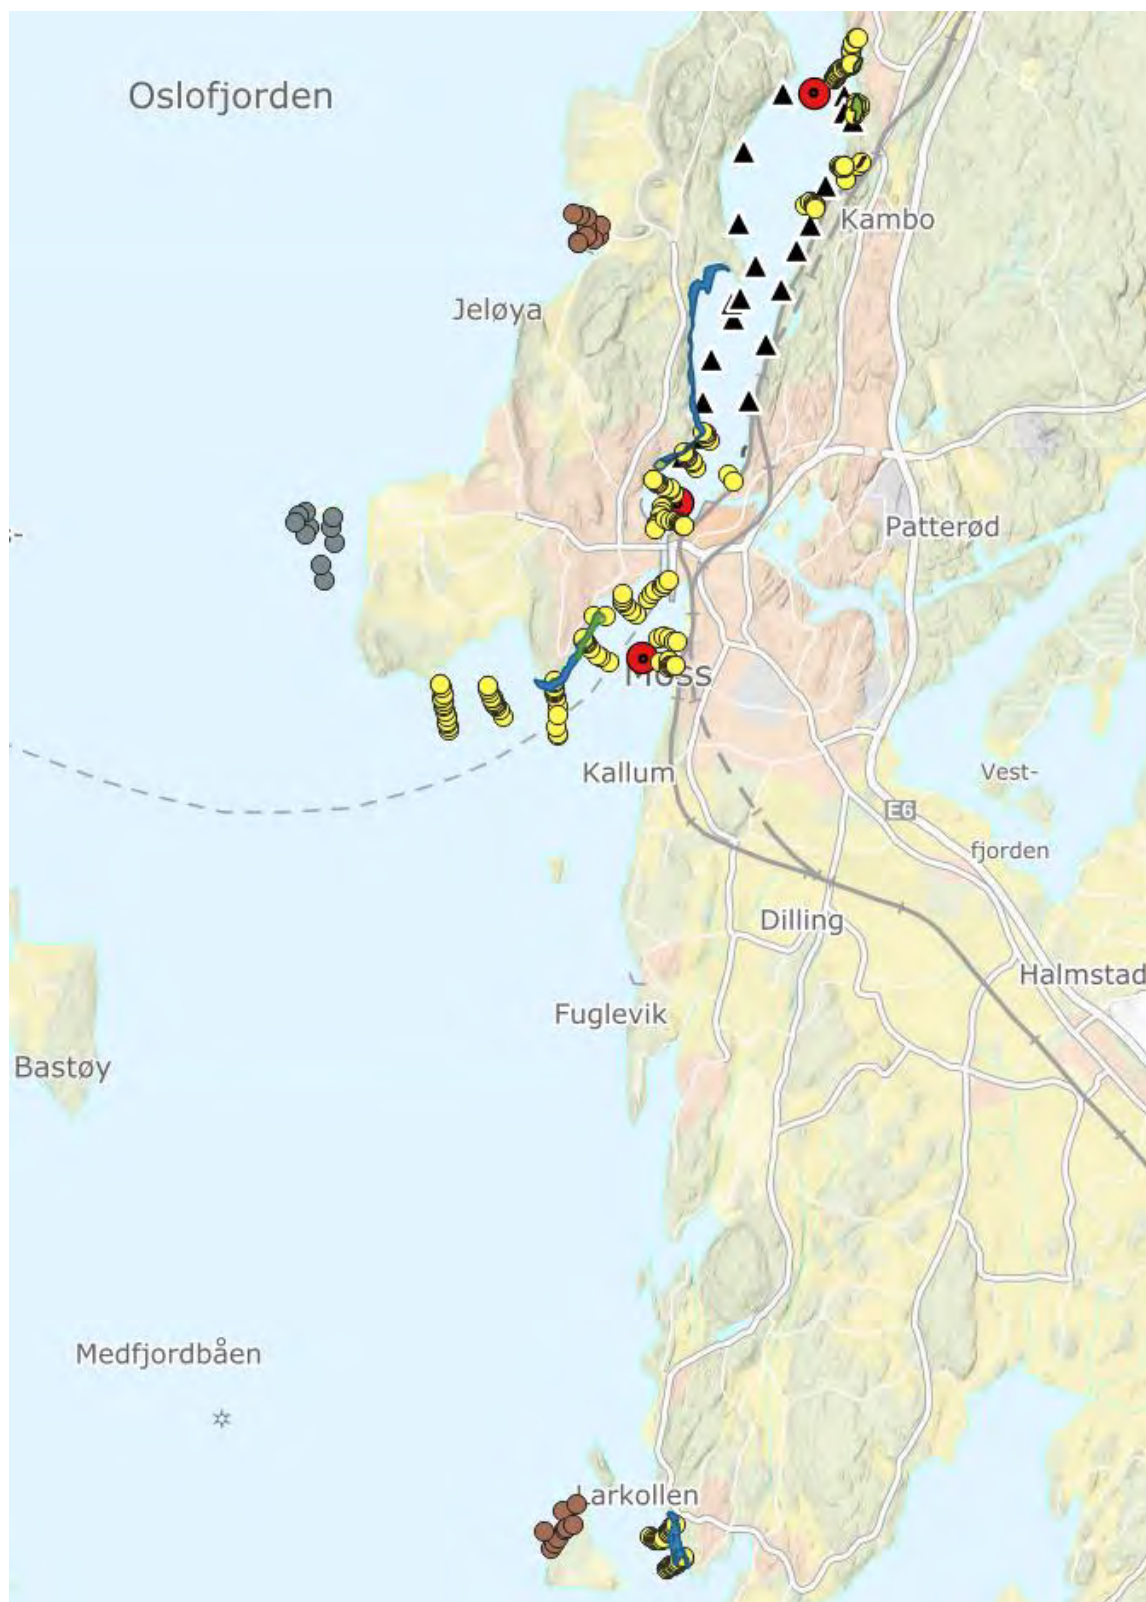 Oslofjorden
Kambo
Jeløya
Patterød
-
Moss
Kallum
Vest-
E6
fjorden
Dilling
Halmstad
Fuglevik
Bastøy
Medfjordbåen
Larkollen